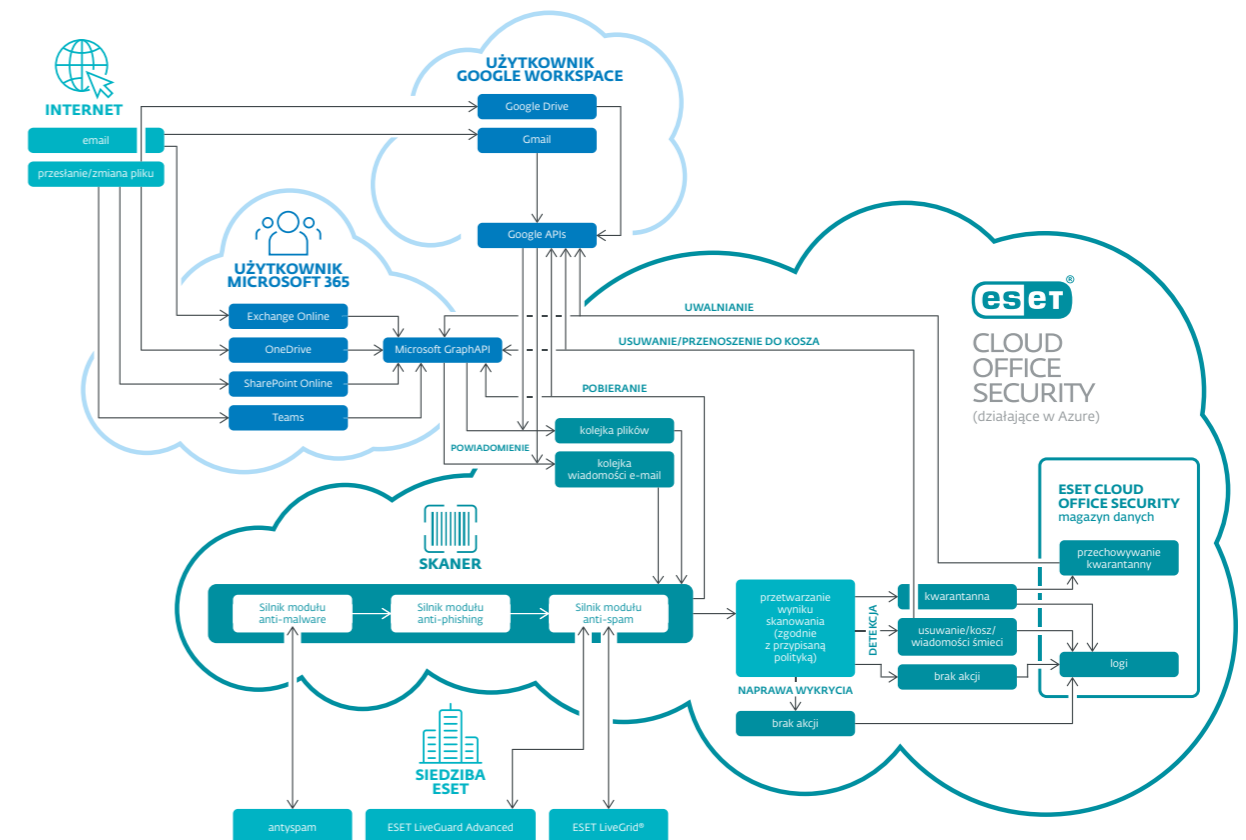 INTERNET
email
przesłanie/zmiana pliku
UŻYTKOWNIK
GOOGLE WORKSPACE
Google Drive
Gmail
Google APIs
UŻYTKOWNIK
MICROSOFT 365
Exchange Online
OneDrive
SharePoint Online
Teams
Microsoft GraphAPI
UWALNIANIE
USUWANIE/PRZENOSZENIE DO KOSZA
POBIERANIE
POWIADOMIENIE
kolejka plików
kolejka
wiadomości e-mail
eseT®
CLOUD
OFFICE
SECURITY
(działające w Azure)
ESET CLOUD
OFFICE SECURITY
magazyn danych
przechowywanie
kwarantanny
logi
SKANER
Silnik modułu
anti-malware
Silnik modułu
anti-phishing
Silnik modułu
anti-spam
przetwarzanie
wyniku
skanowania
(zgodnie
z przypisaną
polityką)
DETEKCJA
kwarantanna
usuwanie/kosz/
wiadomości śmieci
brak akcji
NAPRAWA WYKRYCIA
brak akcji
SIEDZIBA
ESET
antyspam
ESET LiveGuard Advanced
ESET LiveGrid®